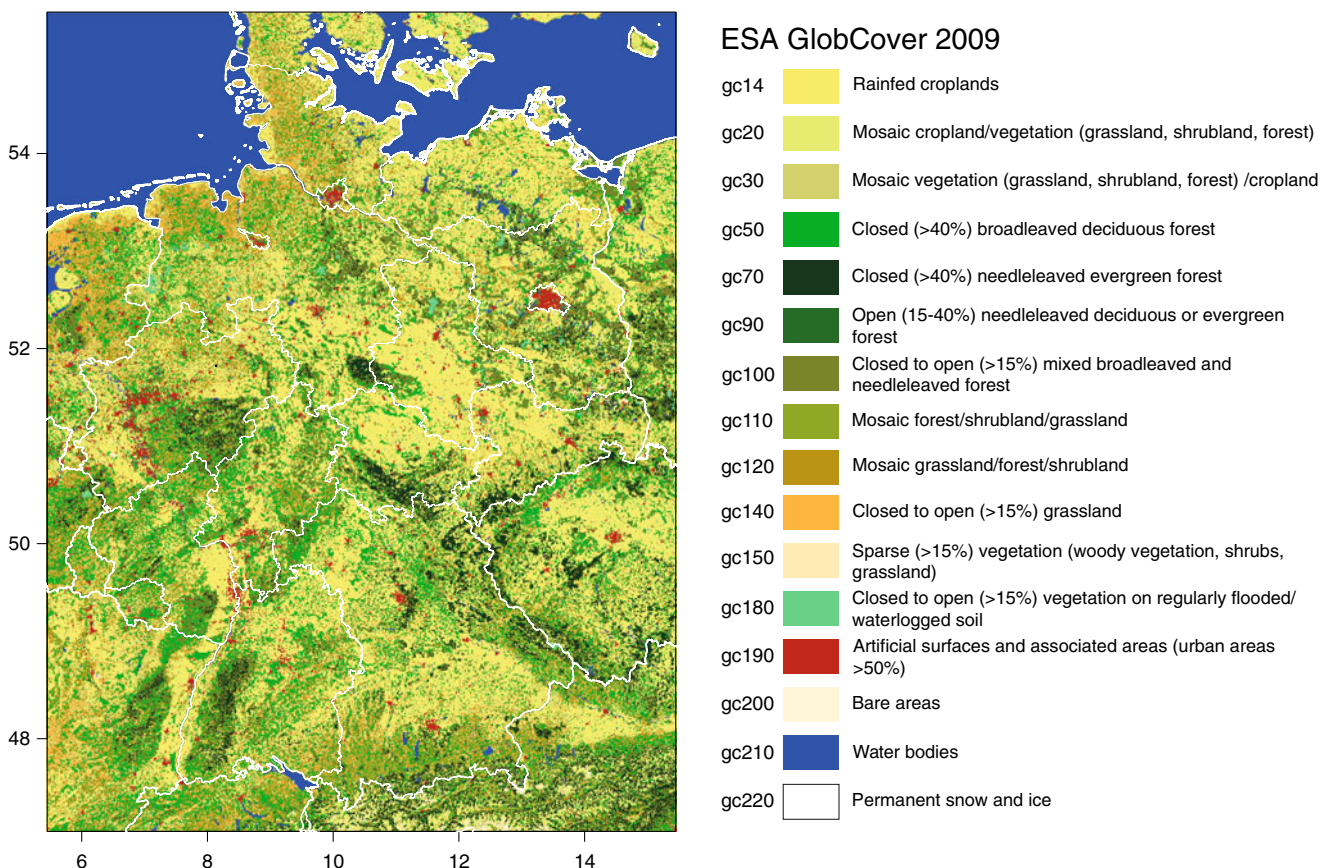 ESA GlobCover 2009
gc14 Rainfed croplands
gc20 Mosaic cropland/vegetation (grassland, shrubland, forest)
gc30 Mosaic vegetation (grassland, shrubland, forest) /cropland
gc50 Closed (>40%) broadleaved deciduous forest
gc70 Closed (>40%) needleleaved evergreen forest
gc90 Open (15-40%) needleleaved deciduous or evergreen
forest
gc100 Closed to open (>15%) mixed broadleaved and
needleleaved forest
gc110 Mosaic forest/shrubland/grassland
gc120 Mosaic grassland/forest/shrubland
gc140 Closed to open (>15%) grassland
gc150 Sparse (>15%) vegetation (woody vegetation, shrubs,
grassland)
gc180 Closed to open (>15%) vegetation on regularly flooded/
waterlogged soil
gc190 Artificial surfaces and associated areas (urban areas
>50%)
gc200 Bare areas
gc210 Water bodies
gc220 Permanent snow and ice
54
52
50
48
6 8 10 12 14